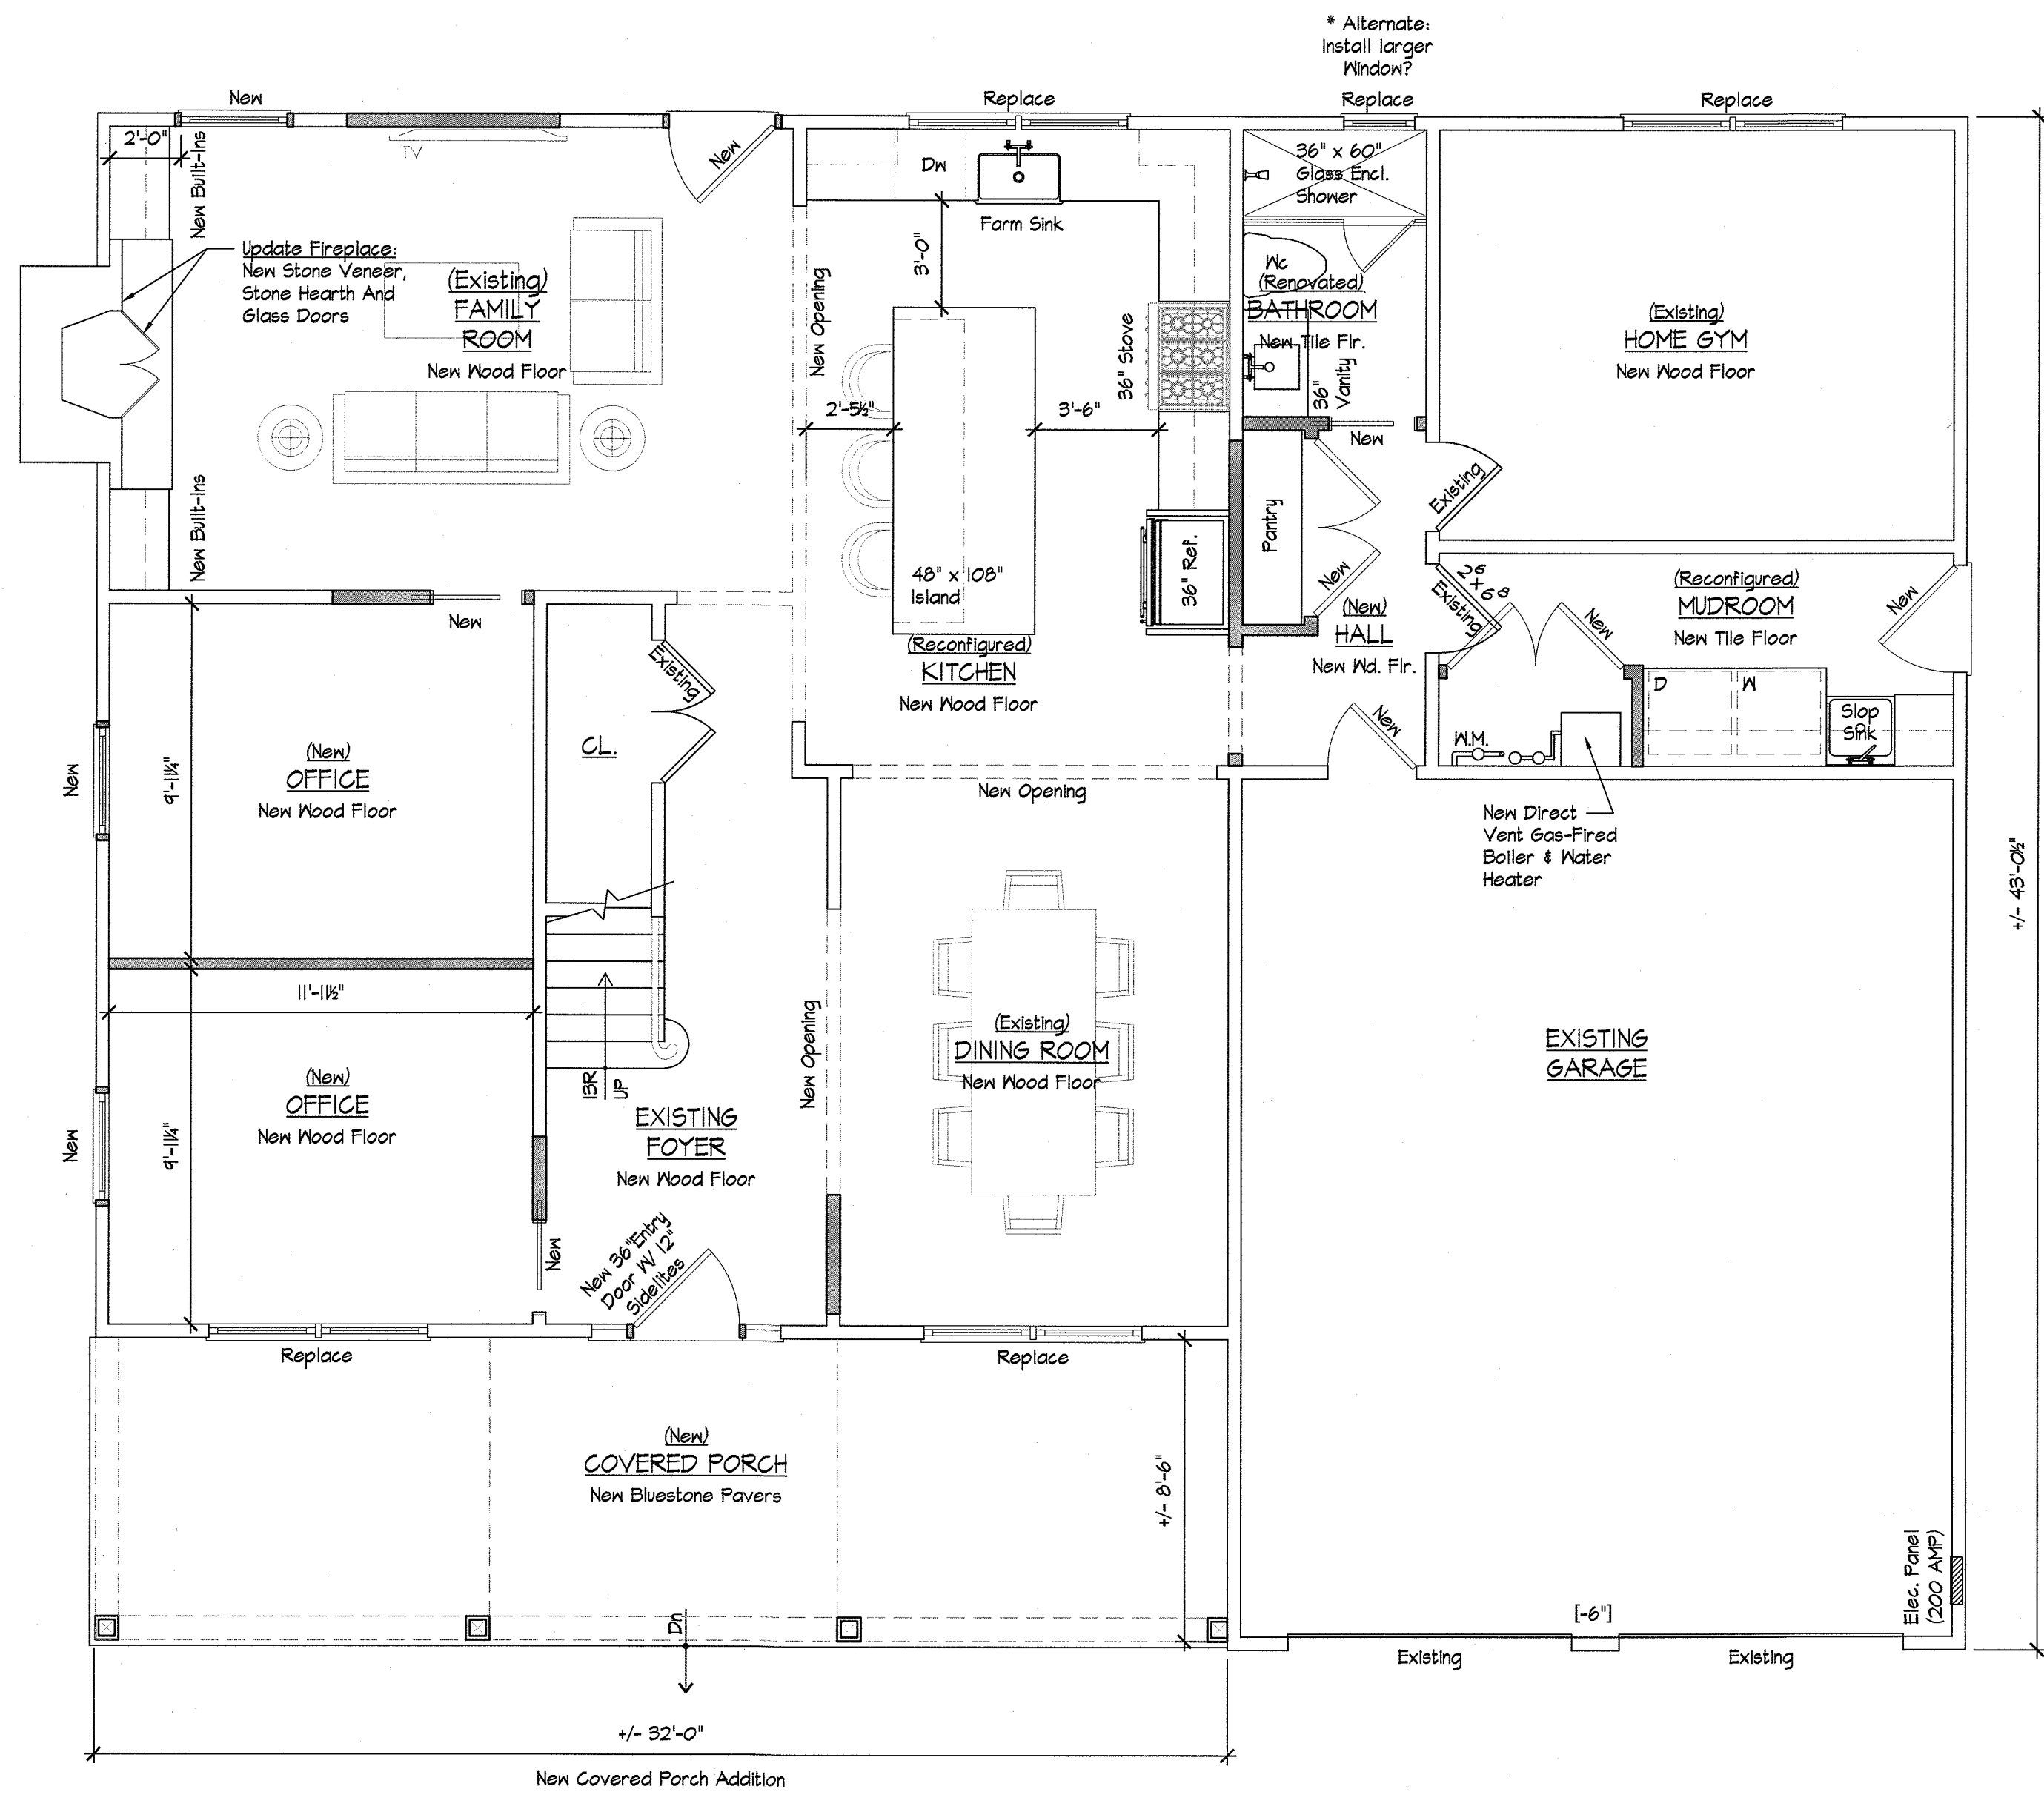 * Alternate:
Install larger
Window?
New
Replace
Replace
Replace
2'-0"
New Built-Ins
TV
New
Dw
Farm Sink
36" x 60"
Glass Encl.
Shower
Update Fireplace:
New Stone Veneer,
Stone Hearth And
Glass Doors
(Existing)
FAMILY
ROOM
New Wood Floor
New Opening
3'-0"
36" Stove
Wc
(Renovated)
BATHROOM
New Tile Flr.
36"
Vanity
(Existing)
HOME GYM
New Wood Floor
2'-5½"
3'-6"
New
New Built-Ins
Existing
Pantry
36" Ref.
48" x 108"
Island
New
(New)
HALL
New Wd. Flr.
2⁶
x
6⁸
Existing
New
(Reconfigured)
MUDROOM
New Tile Floor
New
New
Existing
(Reconfigured)
KITCHEN
New Wood Floor
D
W
Slop
Sink
W.M.
New
New
9'-11¼"
(New)
OFFICE
New Wood Floor
CL.
New Opening
New Direct
Vent Gas-Fired
Boiler & Water
Heater
+/- 43'-0½"
11'-11½"
New Opening
(Existing)
DINING ROOM
New Wood Floor
EXISTING
GARAGE
New
9'-11¼"
(New)
OFFICE
New Wood Floor
13R
UP
EXISTING
FOYER
New Wood Floor
New
New 36"Entry
Door W/ 12"
Sidelites
Replace
Replace
(New)
COVERED PORCH
New Bluestone Pavers
+/- 8'-6"
Elec. Panel
(200 AMP)
Dn
[-6"]
Existing
Existing
+/- 32'-0"
New Covered Porch Addition